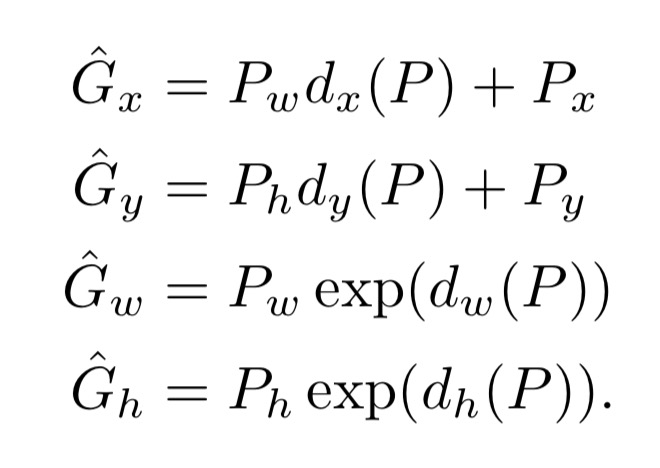 Ĝ_x = P_w d_x(P) + P_x
Ĝ_y = P_h d_y(P) + P_y
Ĝ_w = P_w exp(d_w(P))
Ĝ_h = P_h exp(d_h(P)).